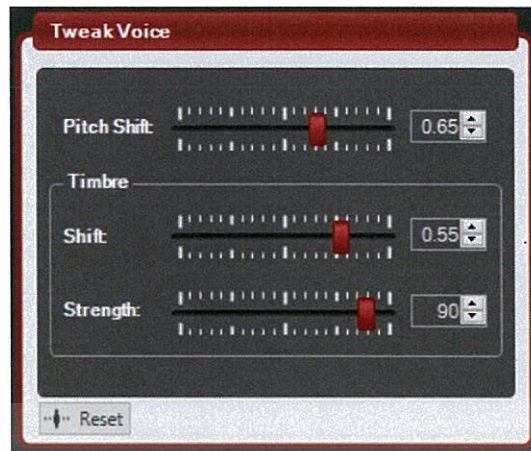 Tweak Voice
Pitch Shift: 0.65
Timbre
Shift: 0.55
Strength: 90
Reset